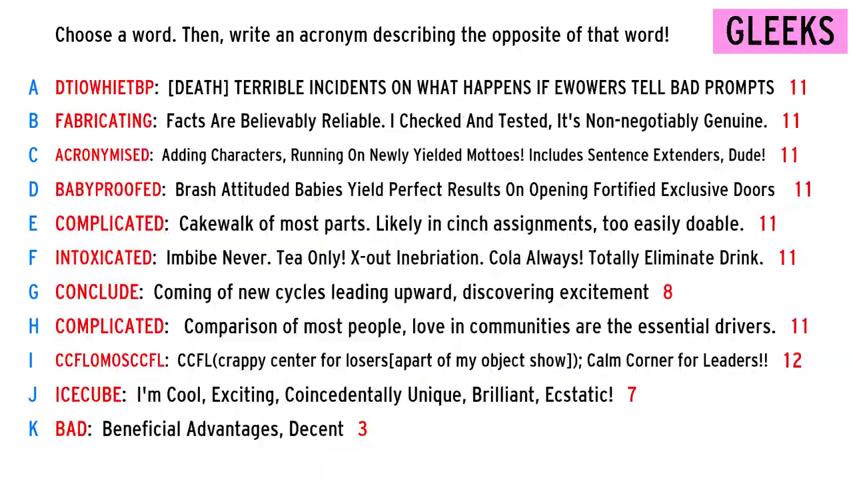 Choose a word. Then, write an acronym describing the opposite of that word!
GLEEKS
A DTIOWHIETBP: [DEATH] TERRIBLE INCIDENTS ON WHAT HAPPENS IF EWOWERS TELL BAD PROMPTS 11
B FABRICATING: Facts Are Believably Reliable. I Checked And Tested, It's Non-negotiably Genuine. 11
C ACRONYMISED: Adding Characters, Running On Newly Yielded Mottoes! Includes Sentence Extenders, Dude! 11
D BABYPROOFED: Brash Attituded Babies Yield Perfect Results On Opening Fortified Exclusive Doors 11
E COMPLICATED: Cakewalk of most parts. Likely in cinch assignments, too easily doable. 11
F INTOXICATED: Imbibe Never. Tea Only! X-out Inebriation. Cola Always! Totally Eliminate Drink. 11
G CONCLUDE: Coming of new cycles leading upward, discovering excitement 8
H COMPLICATED: Comparison of most people, love in communities are the essential drivers. 11
I CCFLOMOSCCFL: CCFL(crappy center for losers[apart of my object show]); Calm Corner for Leaders!! 12
J ICECUBE: I'm Cool, Exciting, Coincedentally Unique, Brilliant, Ecstatic! 7
K BAD: Beneficial Advantages, Decent 3